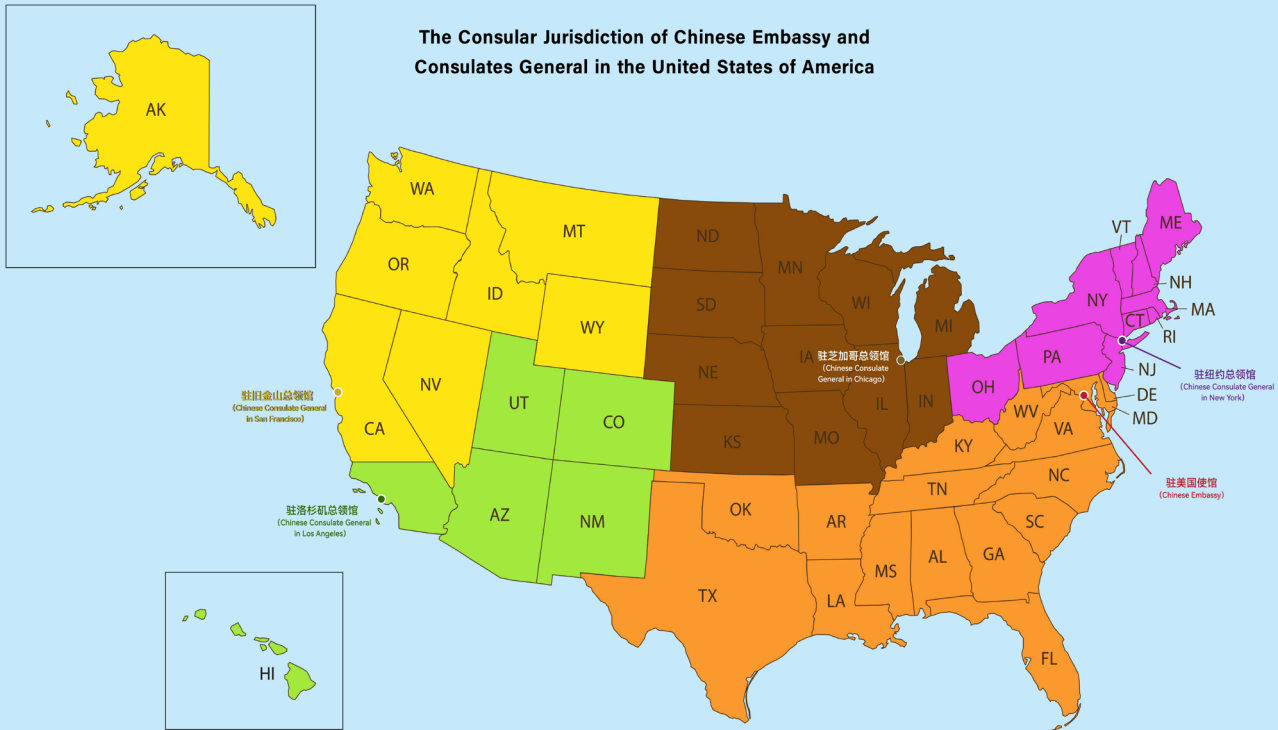 The Consular Jurisdiction of Chinese Embassy and
Consulates General in the United States of America
AK
WA
MT
ND
MN
VT
ME
OR
ID
SD
WI
NY
NH
MA
WY
MI
CT
RI
NV
UT
CO
NE
IA
驻芝加哥总领馆
(Chinese Consulate
General in Chicago)
IL
IN
OH
PA
NJ
驻纽约总领馆
(Chinese Consulate General
in New York)
驻旧金山总领馆
(Chinese Consulate General
in San Francisco)
CA
KS
MO
WV
VA
DE
MD
KY
驻美国使馆
(Chinese Embassy)
驻洛杉矶总领馆
(Chinese Consulate General
in Los Angeles)
AZ
NM
OK
AR
TN
NC
SC
TX
LA
MS
AL
GA
FL
HI